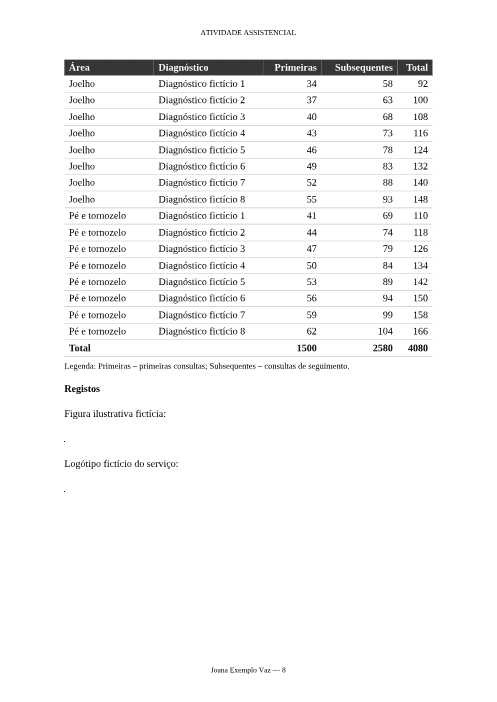 ATIVIDADE ASSISTENCIAL
Área Diagnóstico Primeiras Subsequentes Total
Joelho Diagnóstico fictício 1 34 58 92
Joelho Diagnóstico fictício 2 37 63 100
Joelho Diagnóstico fictício 3 40 68 108
Joelho Diagnóstico fictício 4 43 73 116
Joelho Diagnóstico fictício 5 46 78 124
Joelho Diagnóstico fictício 6 49 83 132
Joelho Diagnóstico fictício 7 52 88 140
Joelho Diagnóstico fictício 8 55 93 148
Pé e tornozelo Diagnóstico fictício 1 41 69 110
Pé e tornozelo Diagnóstico fictício 2 44 74 118
Pé e tornozelo Diagnóstico fictício 3 47 79 126
Pé e tornozelo Diagnóstico fictício 4 50 84 134
Pé e tornozelo Diagnóstico fictício 5 53 89 142
Pé e tornozelo Diagnóstico fictício 6 56 94 150
Pé e tornozelo Diagnóstico fictício 7 59 99 158
Pé e tornozelo Diagnóstico fictício 8 62 104 166
Total 1500 2580 4080
Legenda: Primeiras – primeiras consultas; Subsequentes – consultas de seguimento.
Registos
Figura ilustrativa fictícia:
.
Logótipo fictício do serviço:
.
Joana Exemplo Vaz — 8